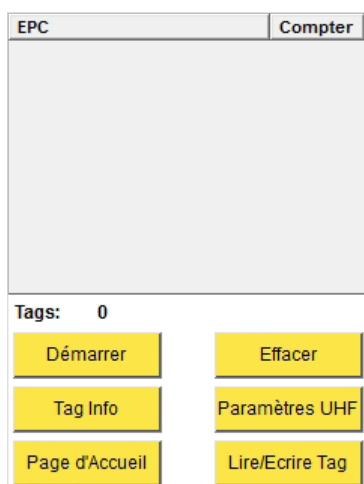 EPC Compter
Tags: 0
Démarrer Effacer
Tag Info Paramètres UHF
Page d'Accueil Lire/Ecrire Tag